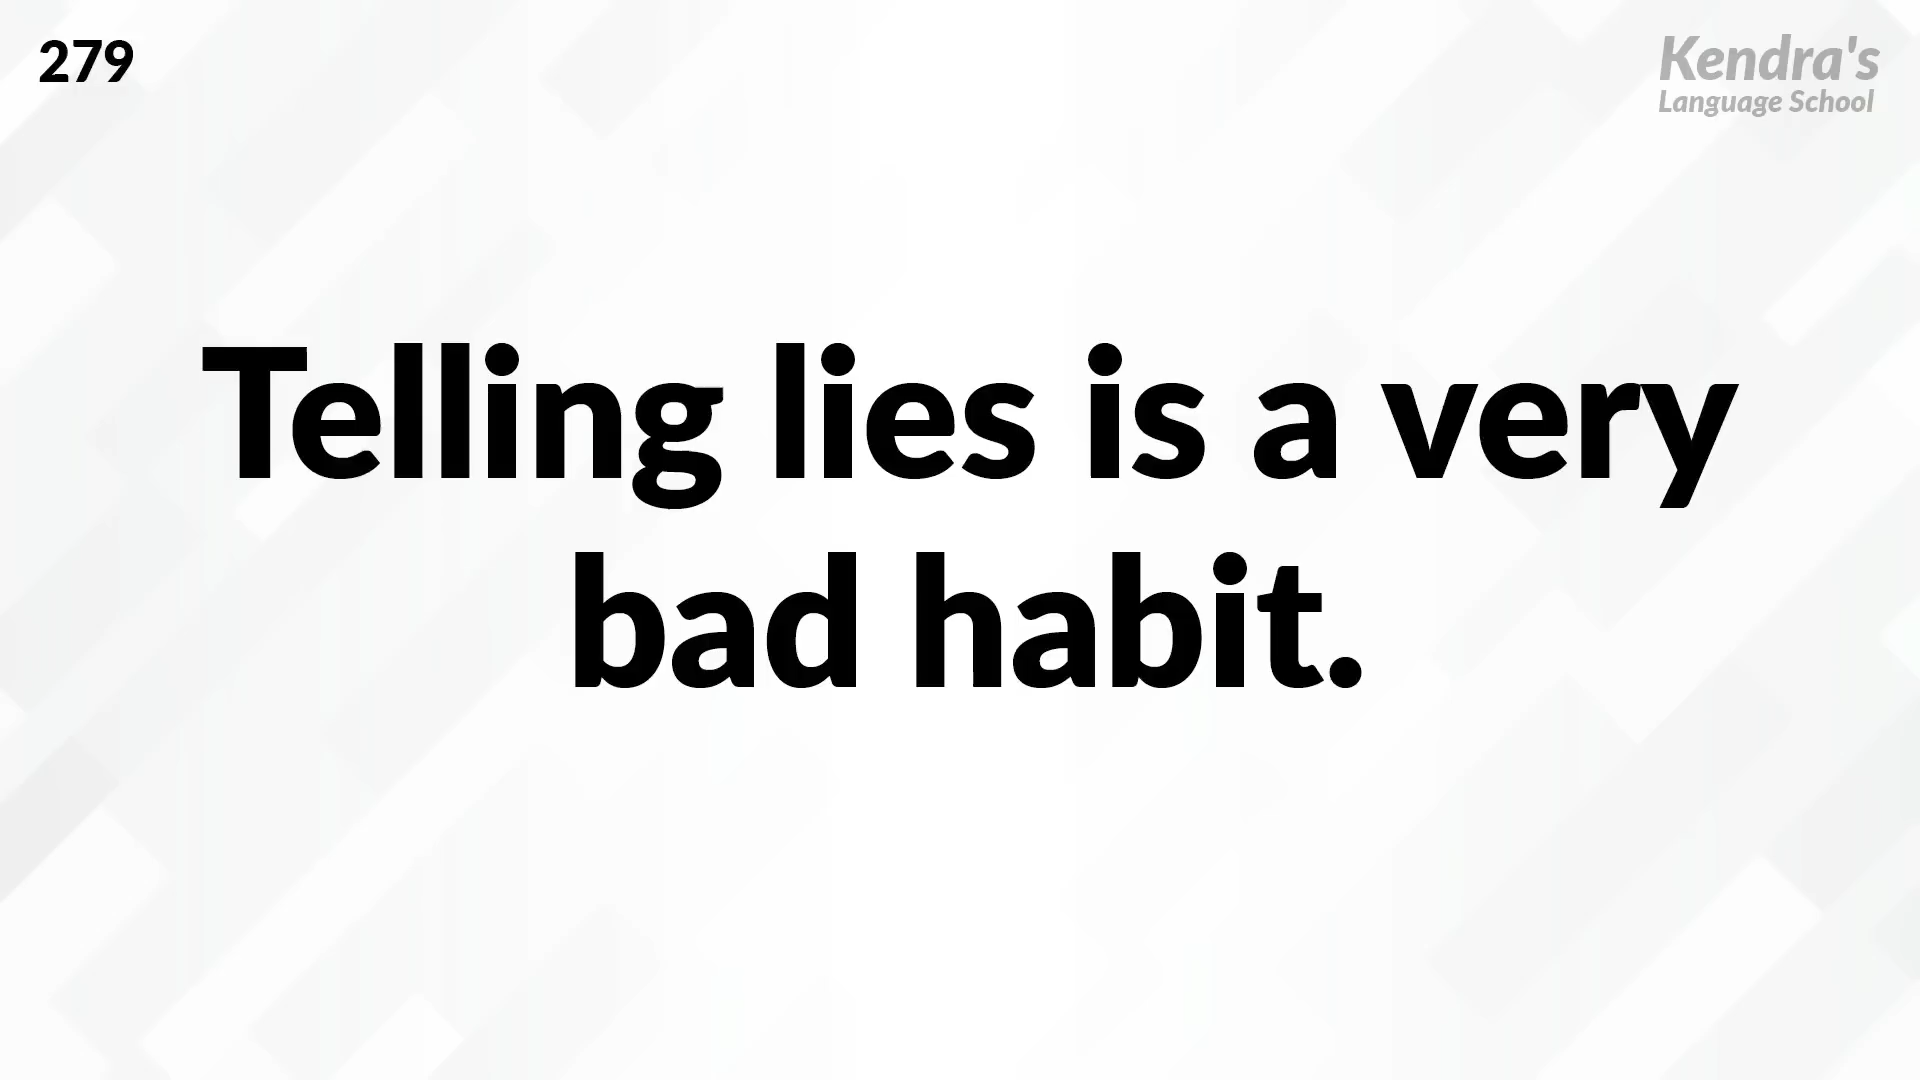 279
Kendra's
Language School
Telling lies is a very
bad habit.